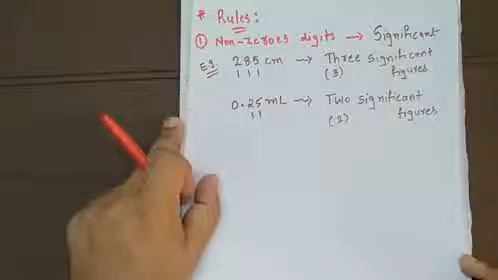 * Rules:
① Non-zeroes digits → Significant
Eg. 285 cm → Three significant
(3) figures
0.25 mL → Two significant
(2) figures